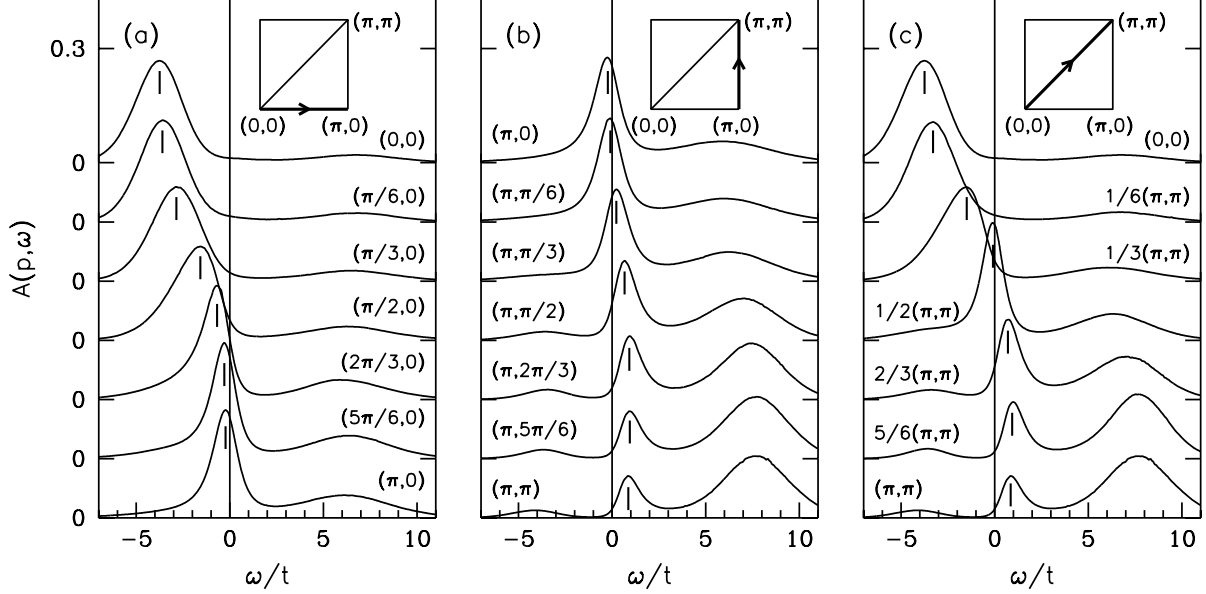 (a)
(π,π)
(0,0)
(π,0)
A(p,ω)
0.3
0
0
0
0
0
0
0
(0,0)
(π/6,0)
(π/3,0)
(π/2,0)
(2π/3,0)
(5π/6,0)
(π,0)
−5
0
5
10
ω/t
(b)
(π,π)
(0,0)
(π,0)
(π,0)
(π,π/6)
(π,π/3)
(π,π/2)
(π,2π/3)
(π,5π/6)
(π,π)
−5
0
5
10
ω/t
(c)
(π,π)
(0,0)
(π,0)
(0,0)
1/6(π,π)
1/3(π,π)
1/2(π,π)
2/3(π,π)
5/6(π,π)
(π,π)
−5
0
5
10
ω/t